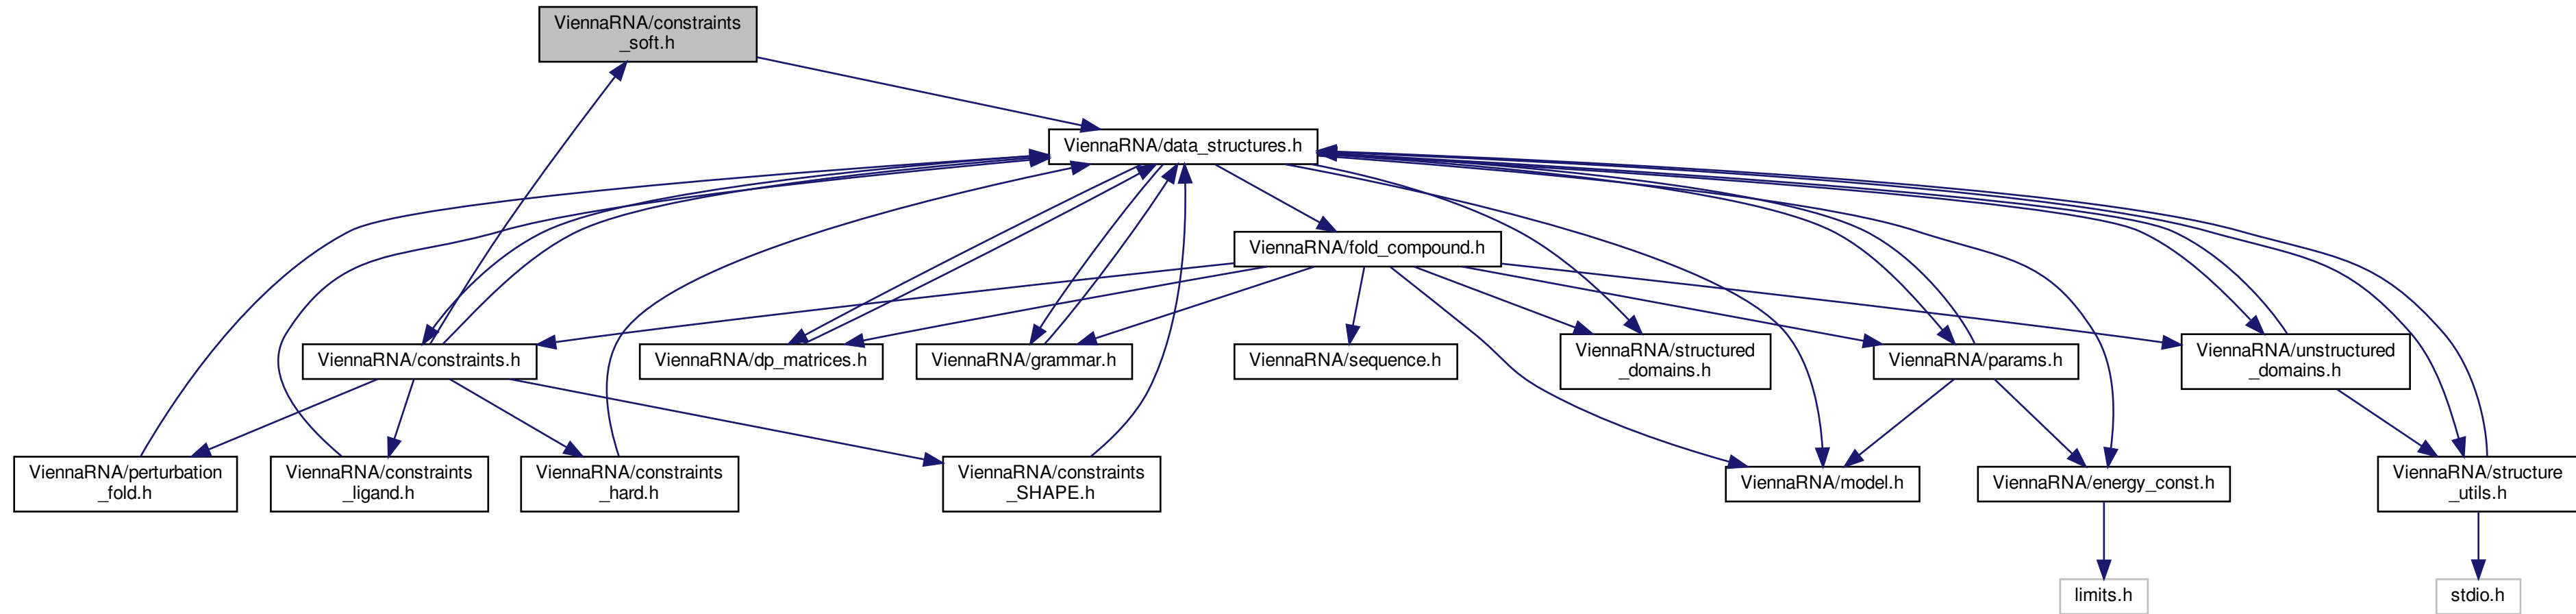 ViennaRNA/constraints
_soft.h
ViennaRNA/data_structures.h
ViennaRNA/fold_compound.h
ViennaRNA/constraints.h
ViennaRNA/dp_matrices.h
ViennaRNA/grammar.h
ViennaRNA/sequence.h
ViennaRNA/structured
_domains.h
ViennaRNA/params.h
ViennaRNA/unstructured
_domains.h
ViennaRNA/perturbation
_fold.h
ViennaRNA/constraints
_ligand.h
ViennaRNA/constraints
_hard.h
ViennaRNA/constraints
_SHAPE.h
ViennaRNA/model.h
ViennaRNA/energy_const.h
ViennaRNA/structure
_utils.h
limits.h
stdio.h